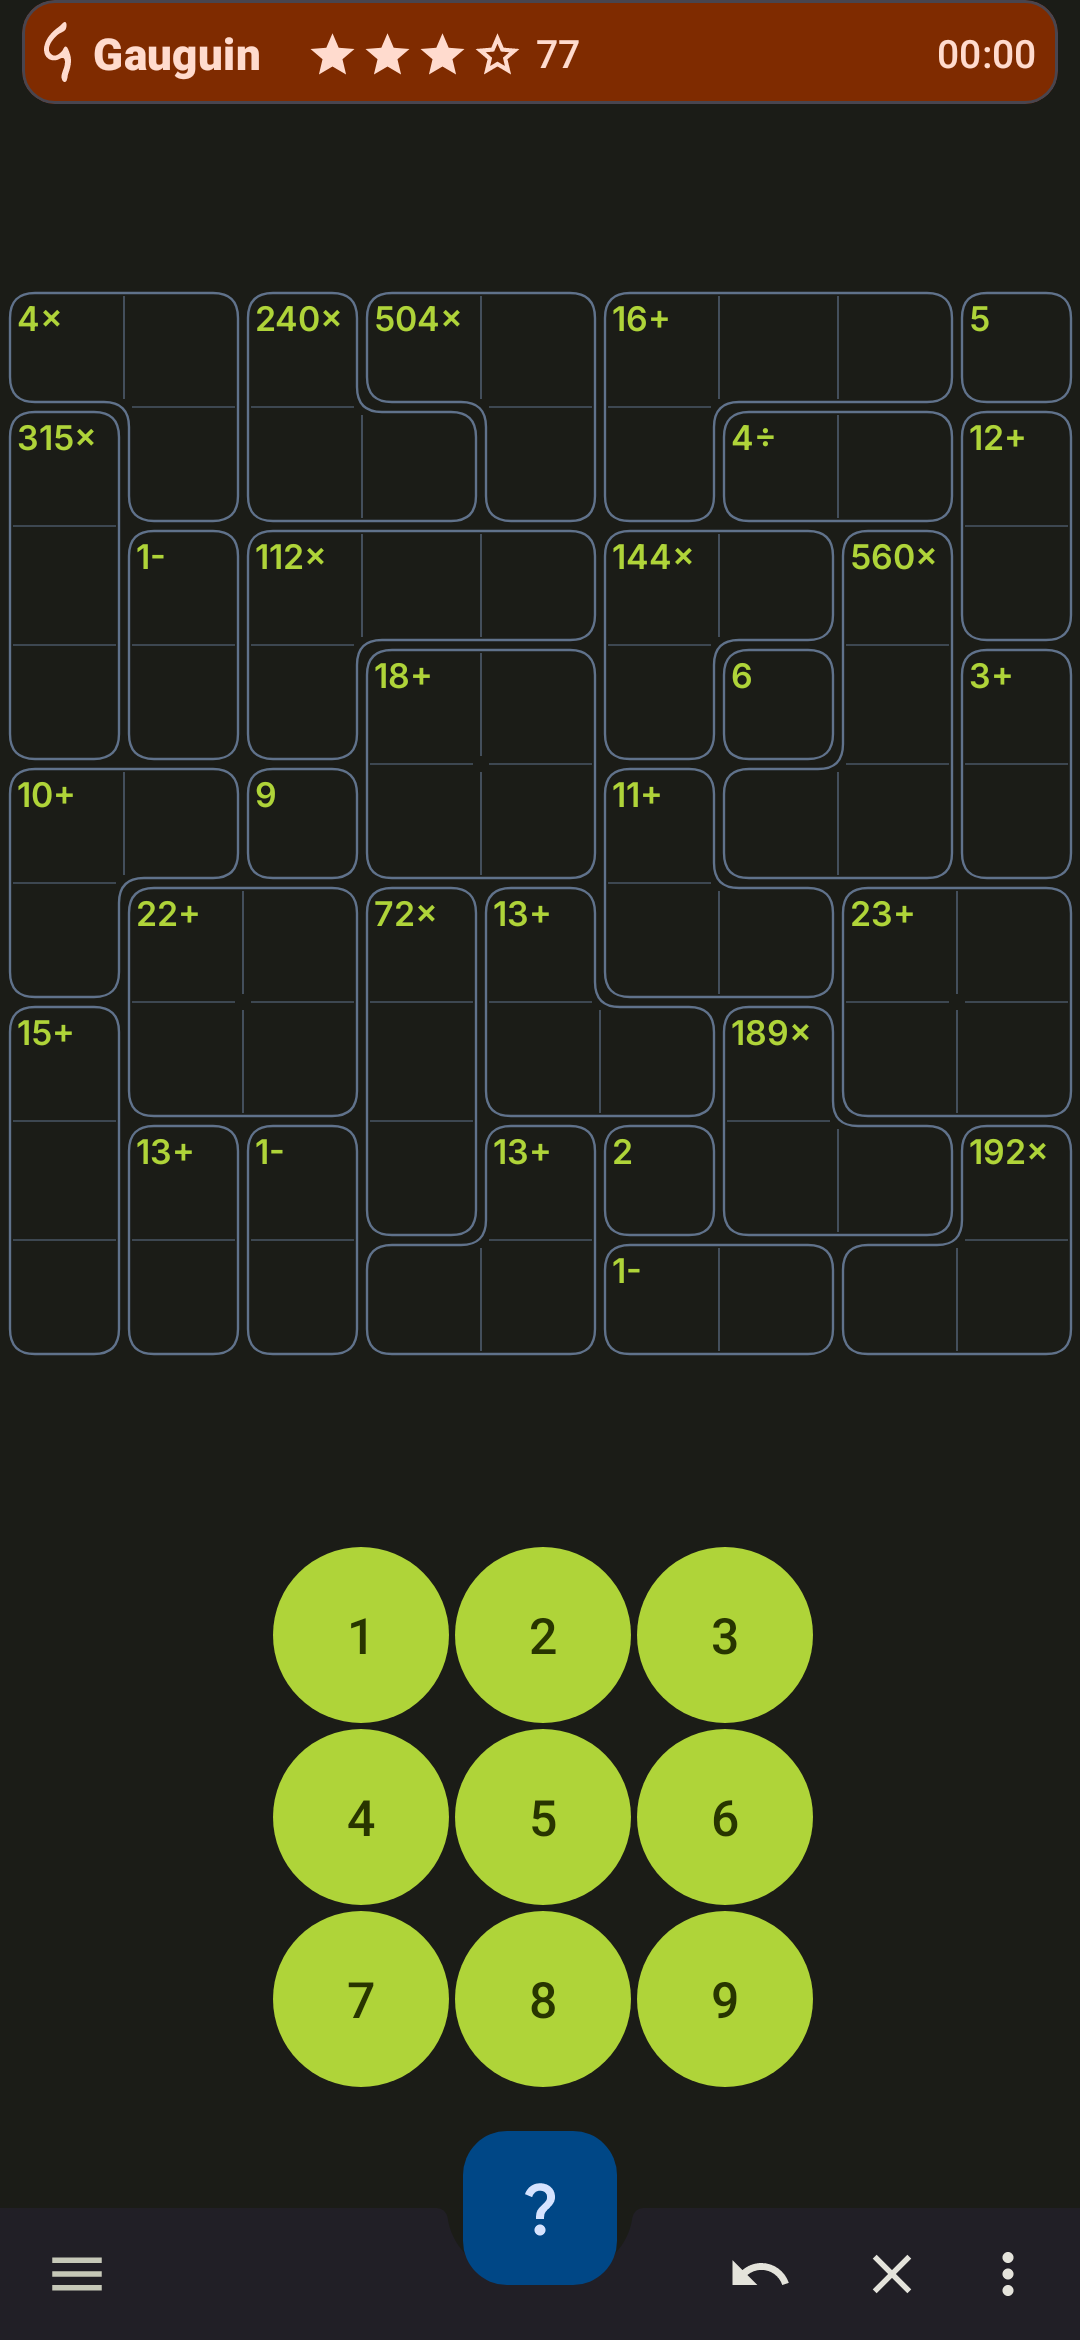 Gauguin 77 00:00
4× 240× 504× 16+ 5
315× 4÷ 12+
1- 112× 144× 560×
18+ 6 3+
10+ 9 11+
22+ 72× 13+ 23+
15+ 189×
13+ 1- 13+ 2 192×
1-
1 2 3
4 5 6
7 8 9
?